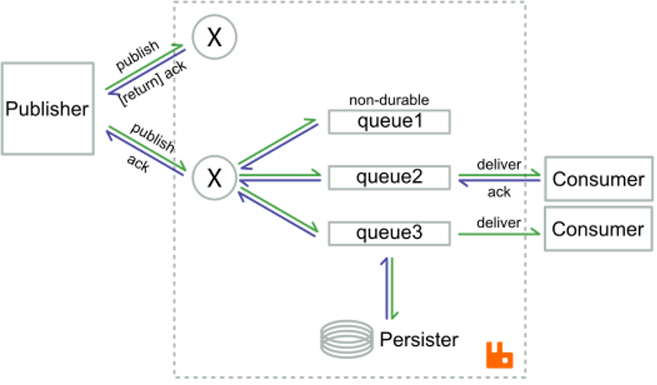 publish
X
[return] ack
Publisher
non-durable
queue1
publish
ack
X
queue2
deliver
ack
Consumer
queue3
deliver
Consumer
Persister